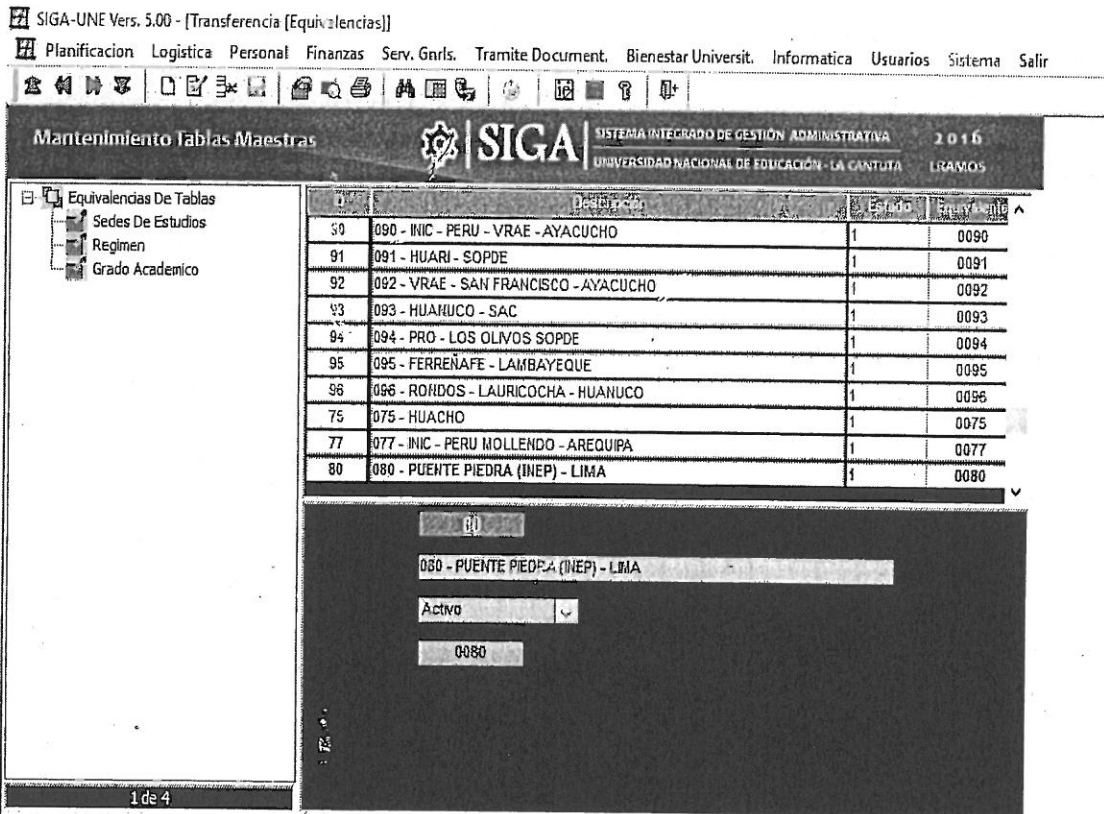 SIGA-UNE Vers. 5.00 - [Transferencia [Equivalencias]]
Planificacion Logistica Personal Finanzas Serv. Gnrls. Tramite Document. Bienestar Universit. Informatica Usuarios Sistema Salir
Mantenimiento Tablas Maestras
SIGA
SISTEMA INTEGRADO DE GESTIÓN ADMINISTRATIVA
UNIVERSIDAD NACIONAL DE EDUCACIÓN - LA CANTUTA
2016
LRAMOS
Equivalencias De Tablas
Sedes De Estudios
Regimen
Grado Academico
Descripcion Estado
90 090 - INIC - PERU - VRAE - AYACUCHO 1 0090
91 091 - HUARI - SOPDE 1 0091
92 092 - VRAE - SAN FRANCISCO - AYACUCHO 1 0092
93 093 - HUANUCO - SAC 1 0093
94 094 - PRO - LOS OLIVOS SOPDE 1 0094
95 095 - FERREÑAFE - LAMBAYEQUE 1 0095
96 096 - RONDOS - LAURICOCHA - HUANUCO 1 0096
75 075 - HUACHO 1 0075
77 077 - INIC - PERU MOLLENDO - AREQUIPA 1 0077
80 080 - PUENTE PIEDRA (INEP) - LIMA 1 0080
080 - PUENTE PIEDRA (INEP) - LIMA
Activo
0080
1 de 4